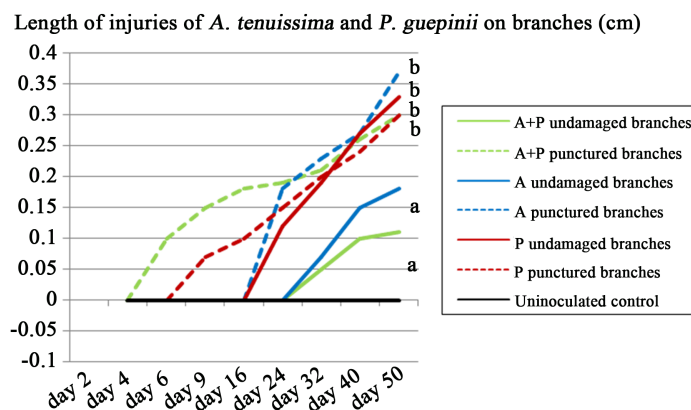 Length of injuries of A. tenuissima and P. guepinii on branches (cm)
0.4
0.35
0.3
0.25
0.2
0.15
0.1
0.05
0
-0.05
-0.1
b
b
b
b
a
a
day 2
day 4
day 6
day 9
day 16
day 24
day 32
day 40
day 50
A+P undamaged branches
A+P punctured branches
A undamaged branches
A punctured branches
P undamaged branches
P punctured branches
Uninoculated control